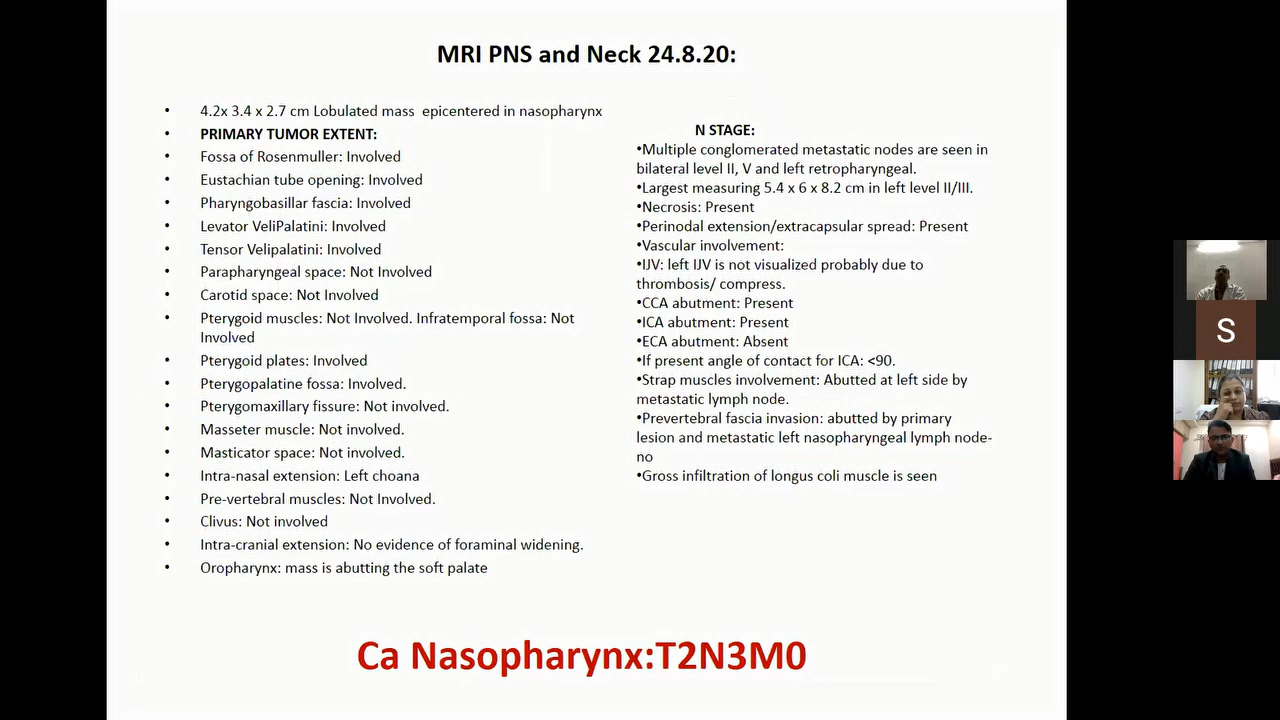 MRI PNS and Neck 24.8.20:
• 4.2x 3.4 x 2.7 cm Lobulated mass epicentered in nasopharynx
• PRIMARY TUMOR EXTENT:
• Fossa of Rosenmuller: Involved
• Eustachian tube opening: Involved
• Pharyngobasillar fascia: Involved
• Levator VeliPalatini: Involved
• Tensor Velipalatini: Involved
• Parapharyngeal space: Not Involved
• Carotid space: Not Involved
• Pterygoid muscles: Not Involved. Infratemporal fossa: Not
Involved
• Pterygoid plates: Involved
• Pterygopalatine fossa: Involved.
• Pterygomaxillary fissure: Not involved.
• Masseter muscle: Not involved.
• Masticator space: Not involved.
• Intra-nasal extension: Left choana
• Pre-vertebral muscles: Not Involved.
• Clivus: Not involved
• Intra-cranial extension: No evidence of foraminal widening.
• Oropharynx: mass is abutting the soft palate
N STAGE:
•Multiple conglomerated metastatic nodes are seen in
bilateral level II, V and left retropharyngeal.
•Largest measuring 5.4 x 6 x 8.2 cm in left level II/III.
•Necrosis: Present
•Perinodal extension/extracapsular spread: Present
•Vascular involvement:
•IJV: left IJV is not visualized probably due to
thrombosis/ compress.
•CCA abutment: Present
•ICA abutment: Present
•ECA abutment: Absent
•If present angle of contact for ICA: <90.
•Strap muscles involvement: Abutted at left side by
metastatic lymph node.
•Prevertebral fascia invasion: abutted by primary
lesion and metastatic left nasopharyngeal lymph node-
no
•Gross infiltration of longus coli muscle is seen
Ca Nasopharynx:T2N3M0
S